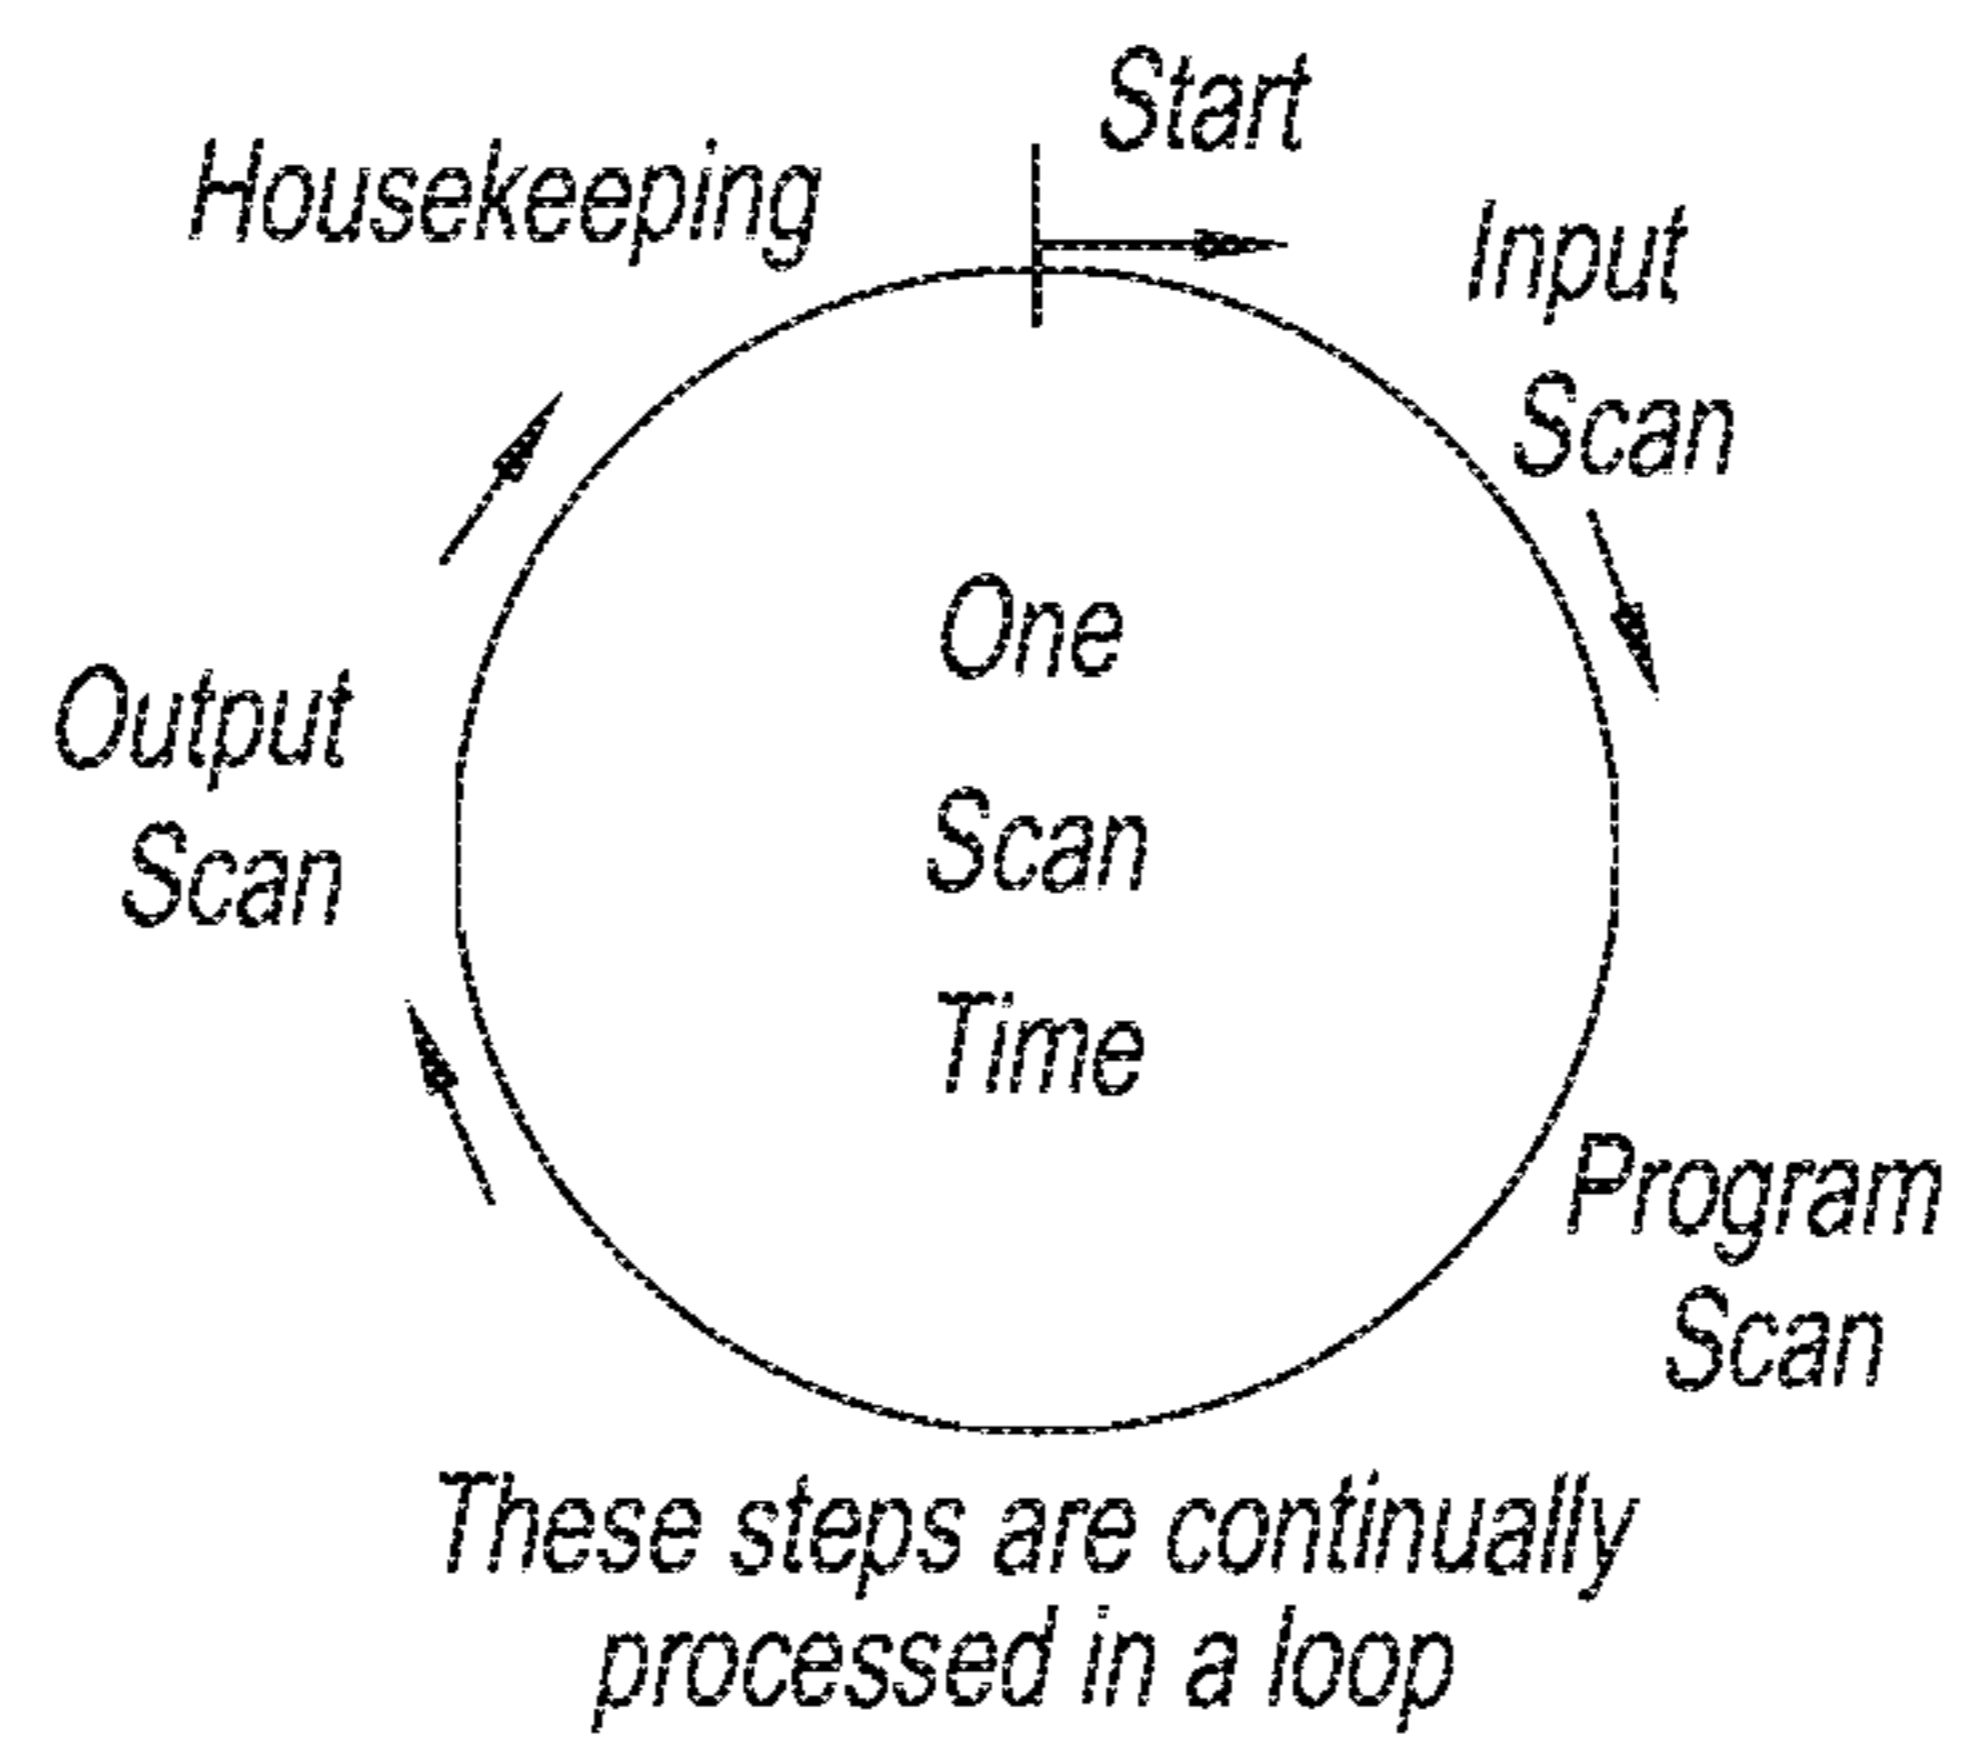 Start
Input
Scan
Program
Scan
Output
Scan
Housekeeping
One
Scan
Time
These steps are continually
processed in a loop